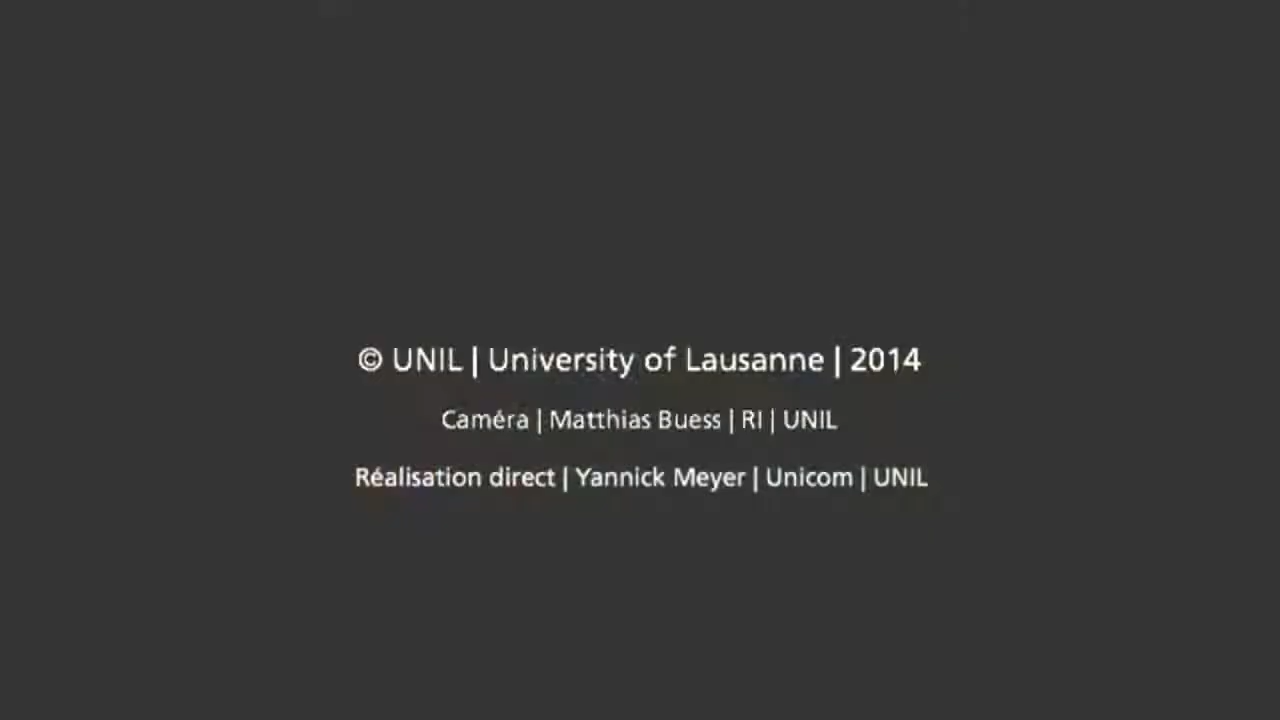 © UNIL | University of Lausanne | 2014
Caméra | Matthias Buess | RI | UNIL
Réalisation direct | Yannick Meyer | Unicom | UNIL